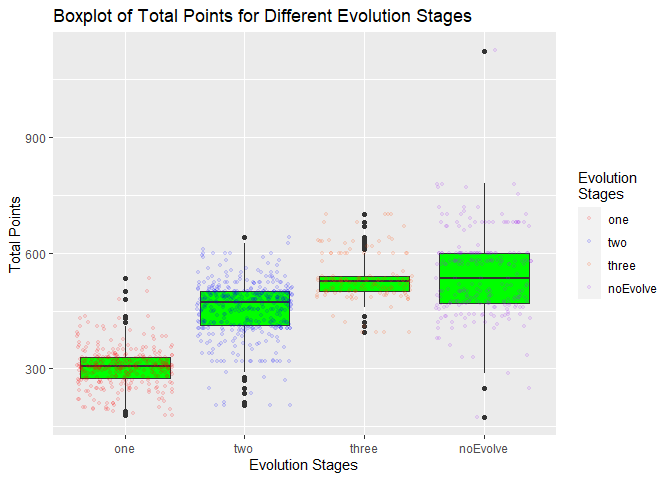 Boxplot of Total Points for Different Evolution Stages
Total Points
900
600
300
one
two
three
noEvolve
Evolution Stages
Evolution
Stages
one
two
three
noEvolve